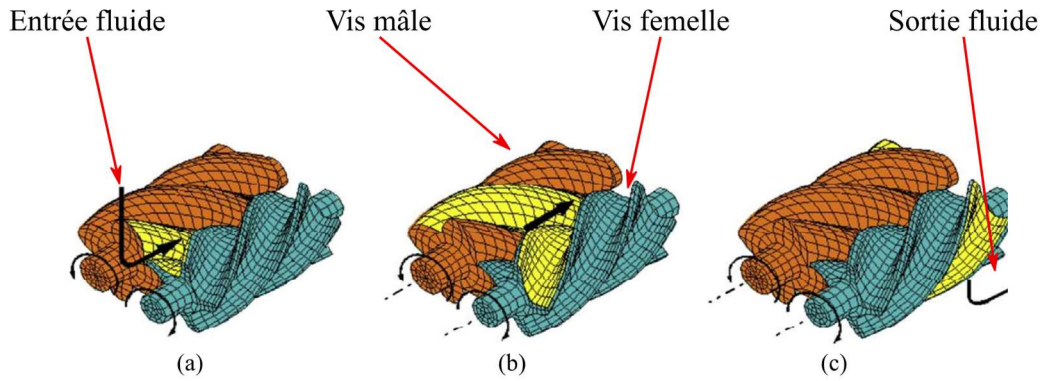 Entrée fluide
Vis mâle
Vis femelle
Sortie fluide
(a)
(b)
(c)